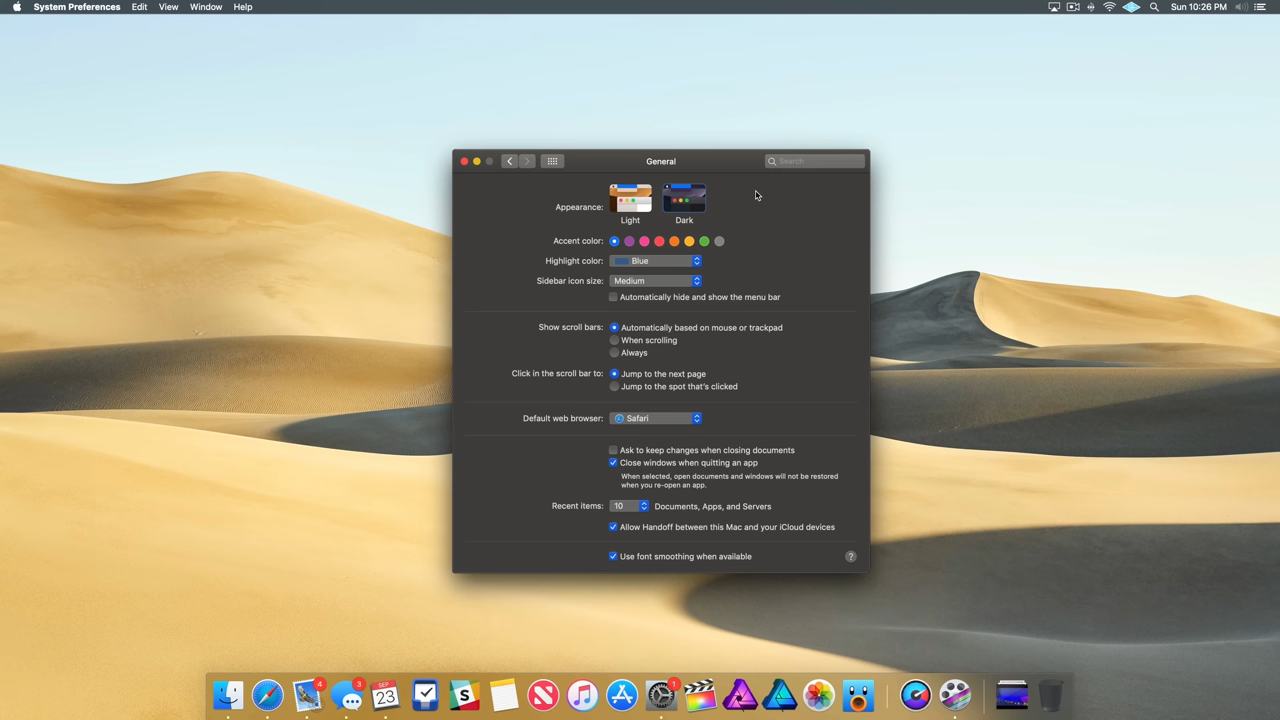 System Preferences Edit View Window Help Sun 10:26 PM
General Search
Appearance:
Light Dark
Accent color:
Highlight color: Blue
Sidebar icon size: Medium
Automatically hide and show the menu bar
Show scroll bars: Automatically based on mouse or trackpad
When scrolling
Always
Click in the scroll bar to: Jump to the next page
Jump to the spot that's clicked
Default web browser: Safari
Ask to keep changes when closing documents
Close windows when quitting an app
When selected, open documents and windows will not be restored
when you re-open an app.
Recent items: 10 Documents, Apps, and Servers
Allow Handoff between this Mac and your iCloud devices
Use font smoothing when available ?
4 3 SEP 1
23 S